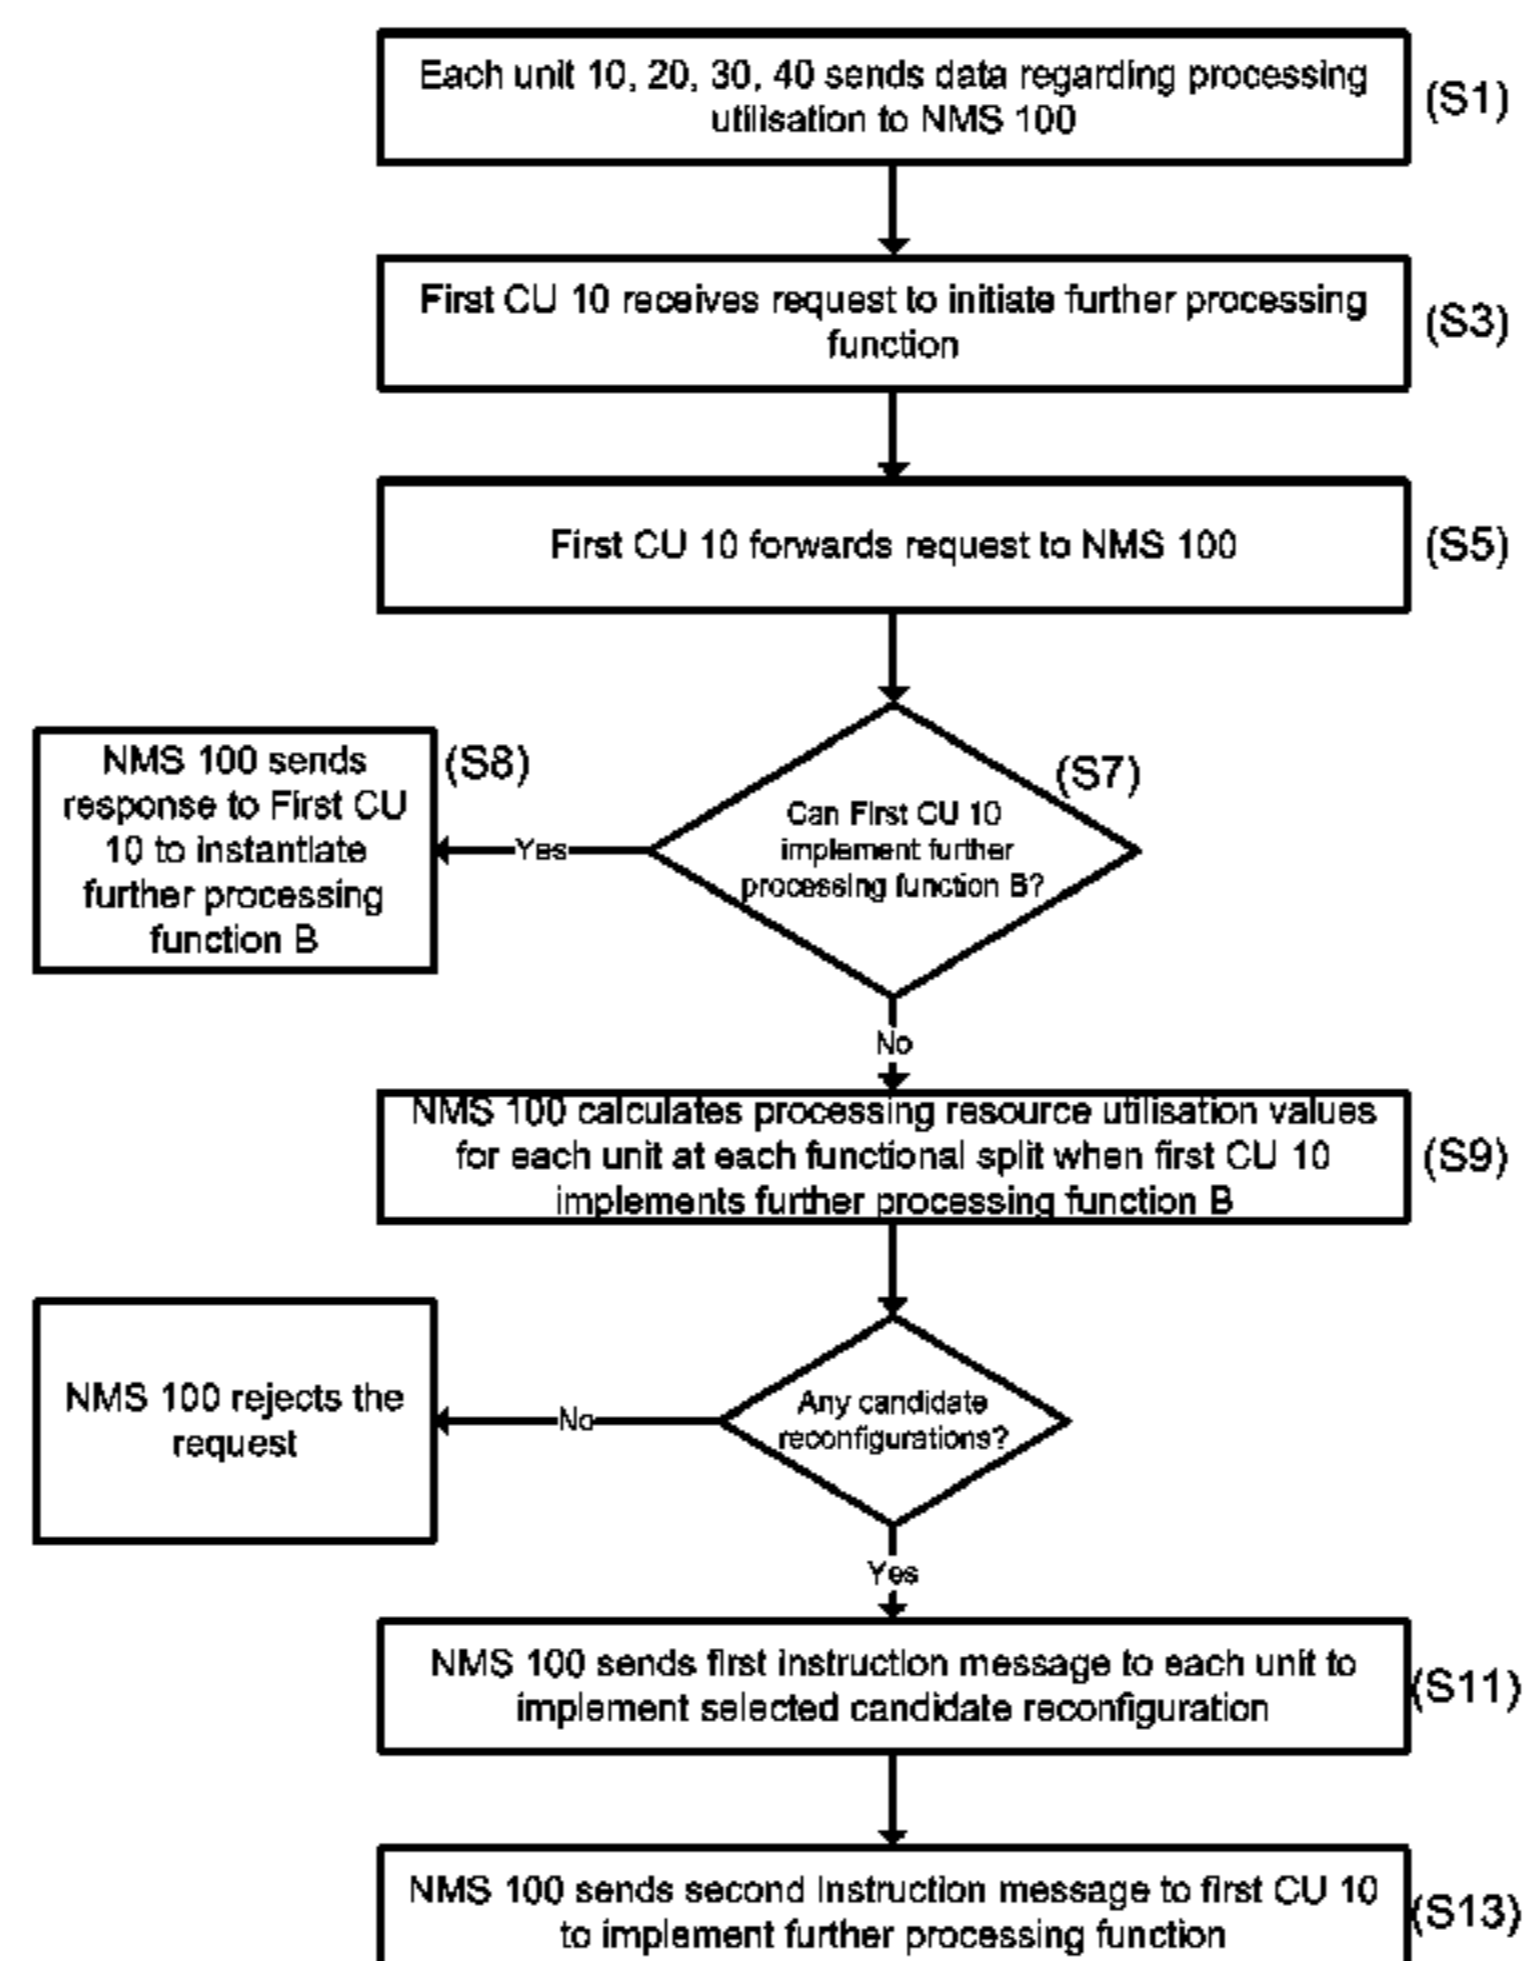 Each unit 10, 20, 30, 40 sends data regarding processing
utilisation to NMS 100
(S1)
First CU 10 receives request to initiate further processing
function
(S3)
First CU 10 forwards request to NMS 100
(S5)
NMS 100 sends
response to First CU
10 to instantiate
further processing
function B
(S8)
Yes
(S7)
Can First CU 10
implement further
processing function B?
No
NMS 100 calculates processing resource utilisation values
for each unit at each functional split when first CU 10
implements further processing function B
(S9)
NMS 100 rejects the
request
No
Any candidate
reconfigurations?
Yes
NMS 100 sends first instruction message to each unit to
implement selected candidate reconfiguration
(S11)
NMS 100 sends second instruction message to first CU 10
to implement further processing function
(S13)